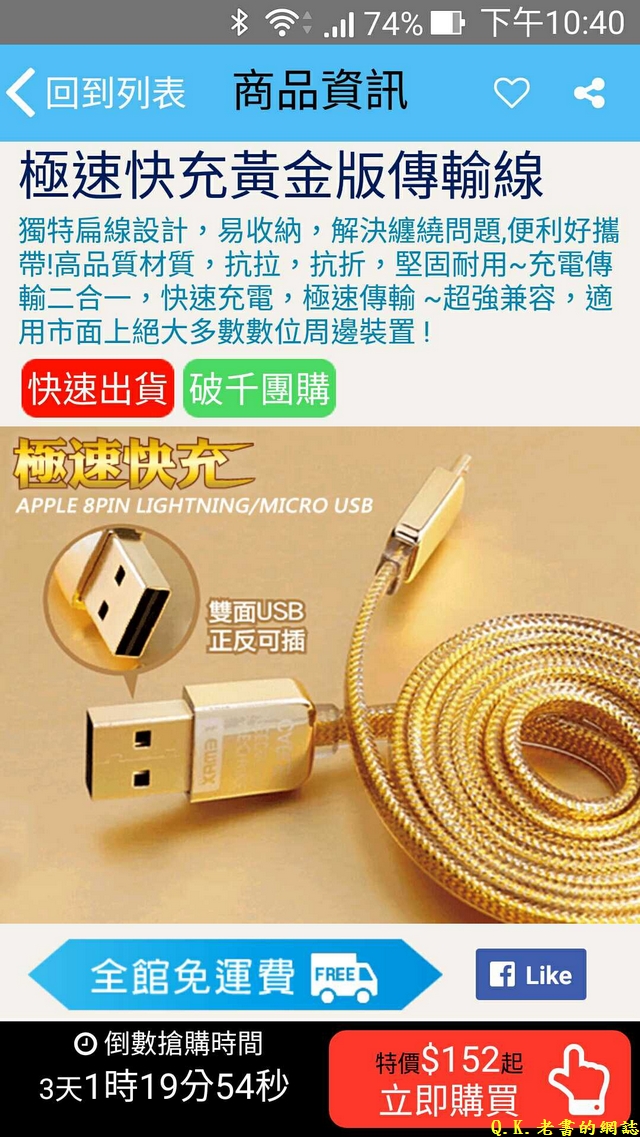 74% 下午10:40
回到列表 商品資訊
極速快充黃金版傳輸線
獨特扁線設計，易收納，解決纏繞問題,便利好攜
帶!高品質材質，抗拉，抗折，堅固耐用~充電傳
輸二合一，快速充電，極速傳輸 ~超強兼容，適
用市面上絕大多數數位周邊裝置 !
快速出貨 破千團購
極速快充
APPLE 8PIN LIGHTNING/MICRO USB
雙面USB
正反可插
全館免運費 FREE
Like
倒數搶購時間
3天1時19分54秒
特價$152起
立即購買
Q.K.老書的網誌